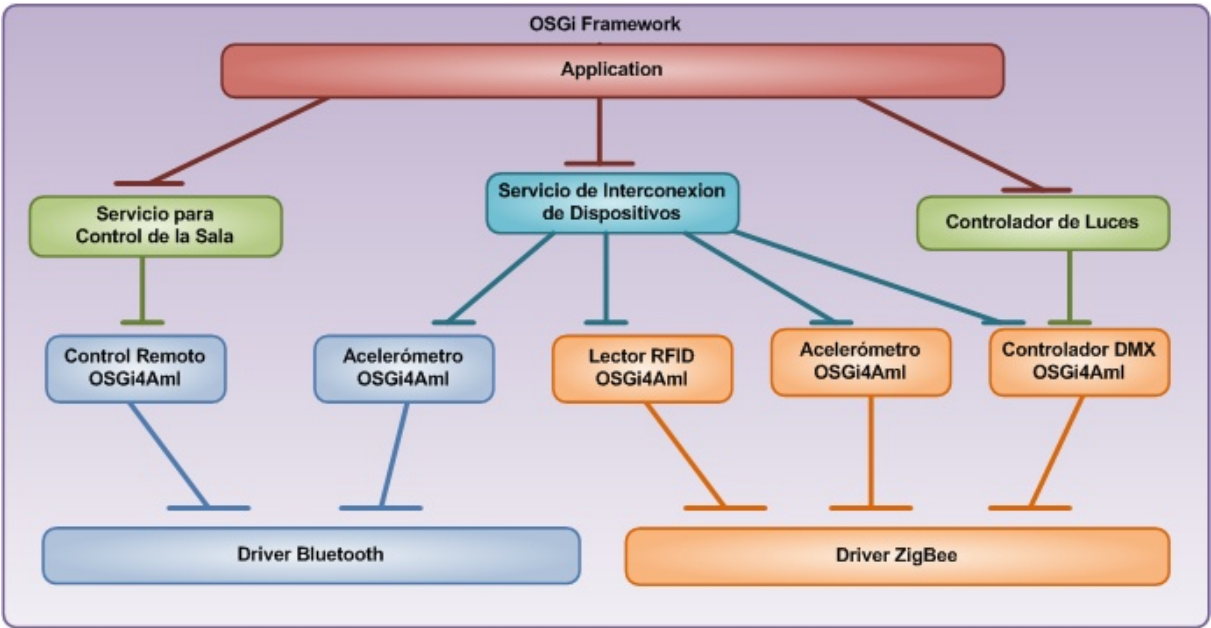 OSGi Framework
Application
Servicio para
Control de la Sala
Servicio de Interconexion
de Dispositivos
Controlador de Luces
Control Remoto
OSGi4AmI
Acelerómetro
OSGi4AmI
Lector RFID
OSGi4AmI
Acelerómetro
OSGi4AmI
Controlador DMX
OSGi4AmI
Driver Bluetooth
Driver ZigBee